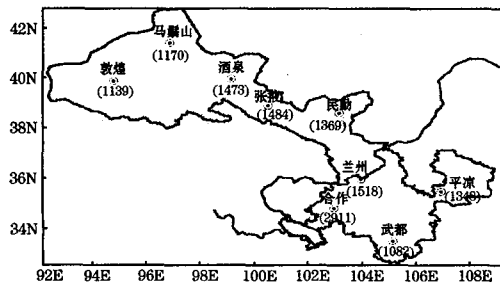 42N
马鬃山
(1170)
40N
敦煌
(1139)
酒泉
(1473)
张掖
(1484)
民勤
(1369)
38N
兰州
(1518)
36N
平凉
合作
(2911)
34N
武都
92E 94E 96E 98E 100E 102E 104E 106E 108E